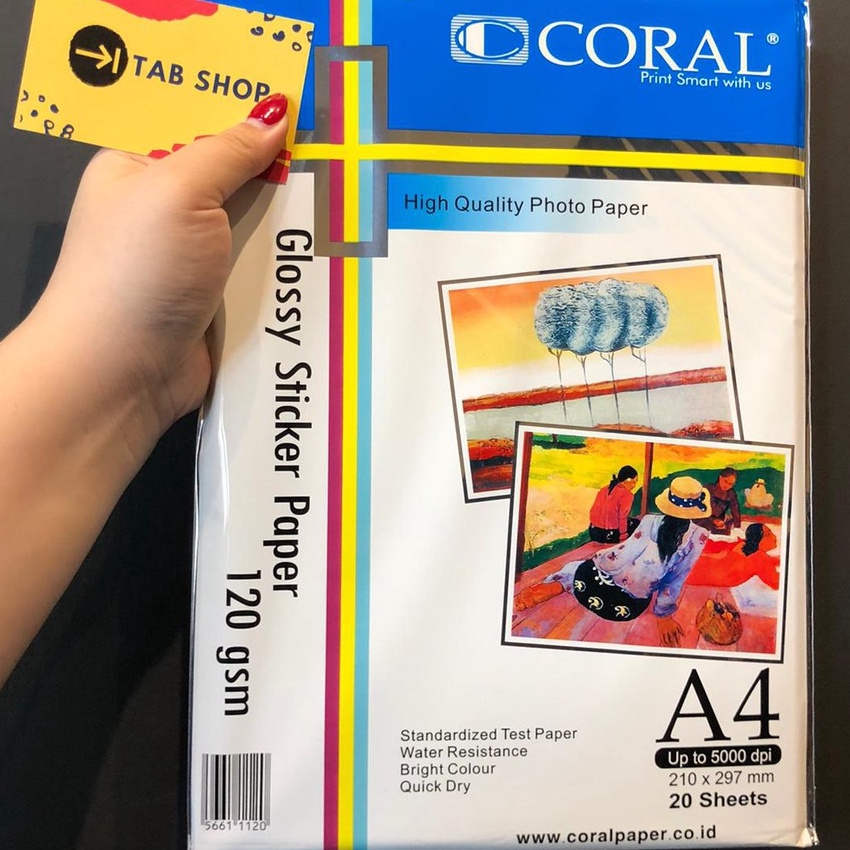 TAB SHOP
CORAL®
Print Smart with us
High Quality Photo Paper
Glossy Sticker Paper
120 gsm
A4
Up to 5000 dpi
210 x 297 mm
20 Sheets
Standardized Test Paper
Water Resistance
Bright Colour
Quick Dry
5661 1120
www.coralpaper.co.id